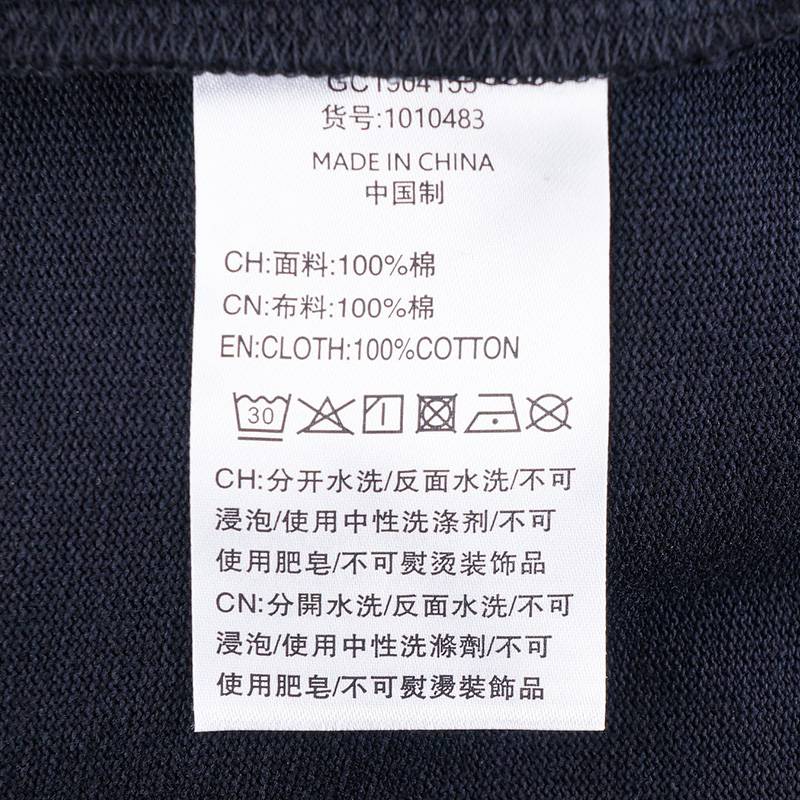 GC1904155
货号:1010483
MADE IN CHINA
中国制
CH:面料:100%棉
CN:布料:100%棉
EN:CLOTH:100%COTTON
30
CH:分开水洗/反面水洗/不可
浸泡/使用中性洗涤剂/不可
使用肥皂/不可熨烫装饰品
CN:分開水洗/反面水洗/不可
浸泡/使用中性洗滌劑/不可
使用肥皂/不可熨燙裝飾品